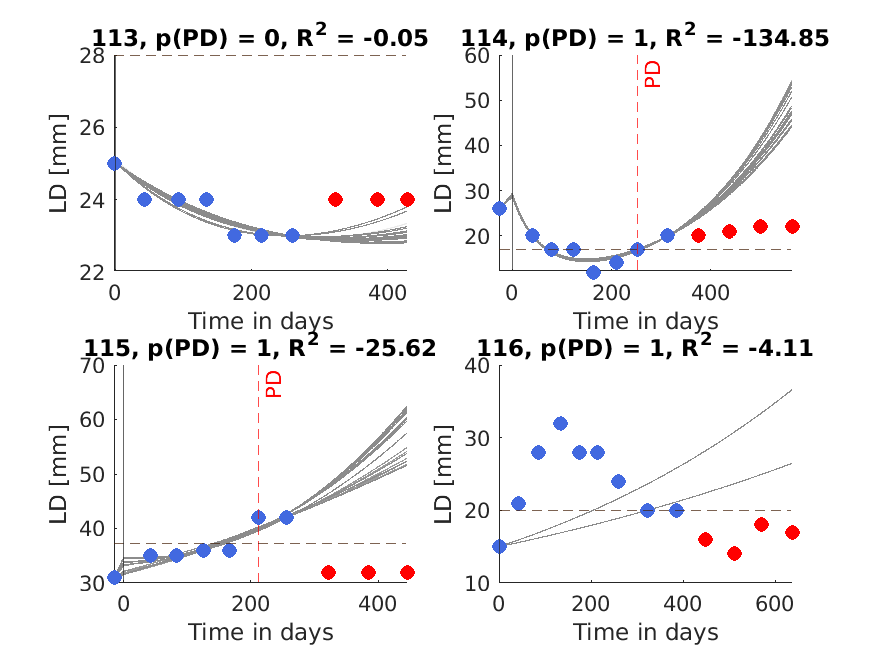 113, p(PD) = 0, R² = -0.05
28
26
24
22
LD [mm]
0
200
400
Time in days
114, p(PD) = 1, R² = -134.85
60
50
40
30
20
LD [mm]
PD
0
200
400
Time in days
115, p(PD) = 1, R² = -25.62
70
60
50
40
30
LD [mm]
PD
0
200
400
Time in days
116, p(PD) = 1, R² = -4.11
40
30
20
10
LD [mm]
0
200
400
600
Time in days